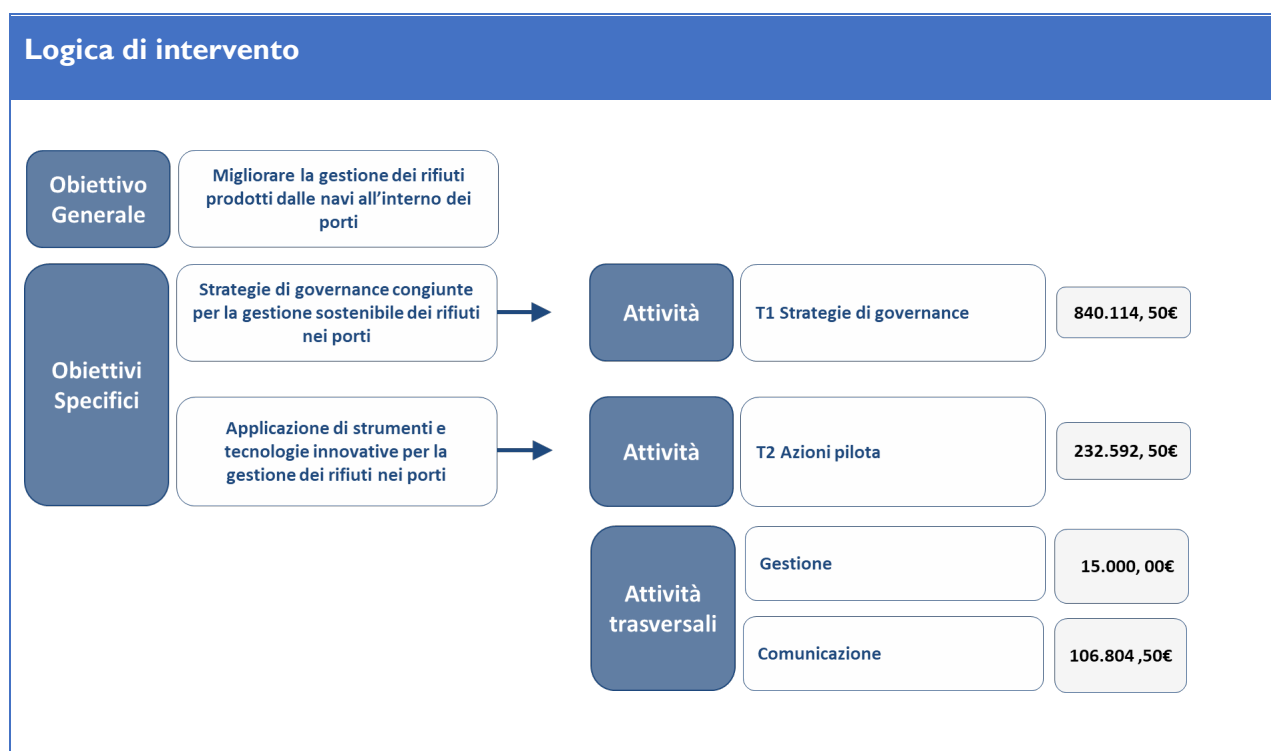 Logica di intervento
Obiettivo
Generale
Migliorare la gestione dei rifiuti
prodotti dalle navi all’interno dei
porti
Obiettivi
Specifici
Strategie di governance congiunte
per la gestione sostenibile dei rifiuti
nei porti
Attività
T1 Strategie di governance
840.114, 50€
Applicazione di strumenti e
tecnologie innovative per la
gestione dei rifiuti nei porti
Attività
T2 Azioni pilota
232.592, 50€
Attività
trasversali
Gestione
15.000, 00€
Comunicazione
106.804 ,50€